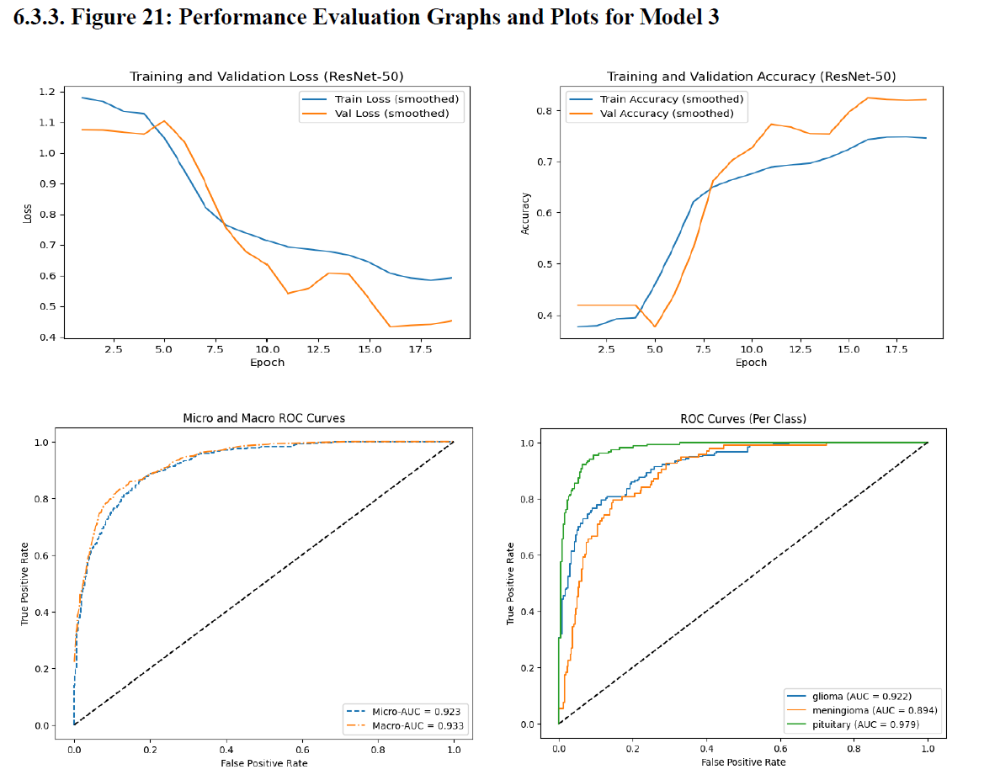 6.3.3. Figure 21: Performance Evaluation Graphs and Plots for Model 3
Training and Validation Loss (ResNet-50)
Train Loss (smoothed)
Val Loss (smoothed)
1.2
1.1
1.0
0.9
0.8
0.7
0.6
0.5
0.4
Loss
2.5 5.0 7.5 10.0 12.5 15.0 17.5
Epoch
Training and Validation Accuracy (ResNet-50)
Train Accuracy (smoothed)
Val Accuracy (smoothed)
0.8
0.7
0.6
0.5
0.4
Accuracy
2.5 5.0 7.5 10.0 12.5 15.0 17.5
Epoch
Micro and Macro ROC Curves
1.0
0.8
0.6
0.4
0.2
0.0
True Positive Rate
Micro-AUC = 0.923
Macro-AUC = 0.933
0.0 0.2 0.4 0.6 0.8 1.0
False Positive Rate
ROC Curves (Per Class)
1.0
0.8
0.6
0.4
0.2
0.0
True Positive Rate
glioma (AUC = 0.922)
meningioma (AUC = 0.894)
pituitary (AUC = 0.979)
0.0 0.2 0.4 0.6 0.8 1.0
False Positive Rate